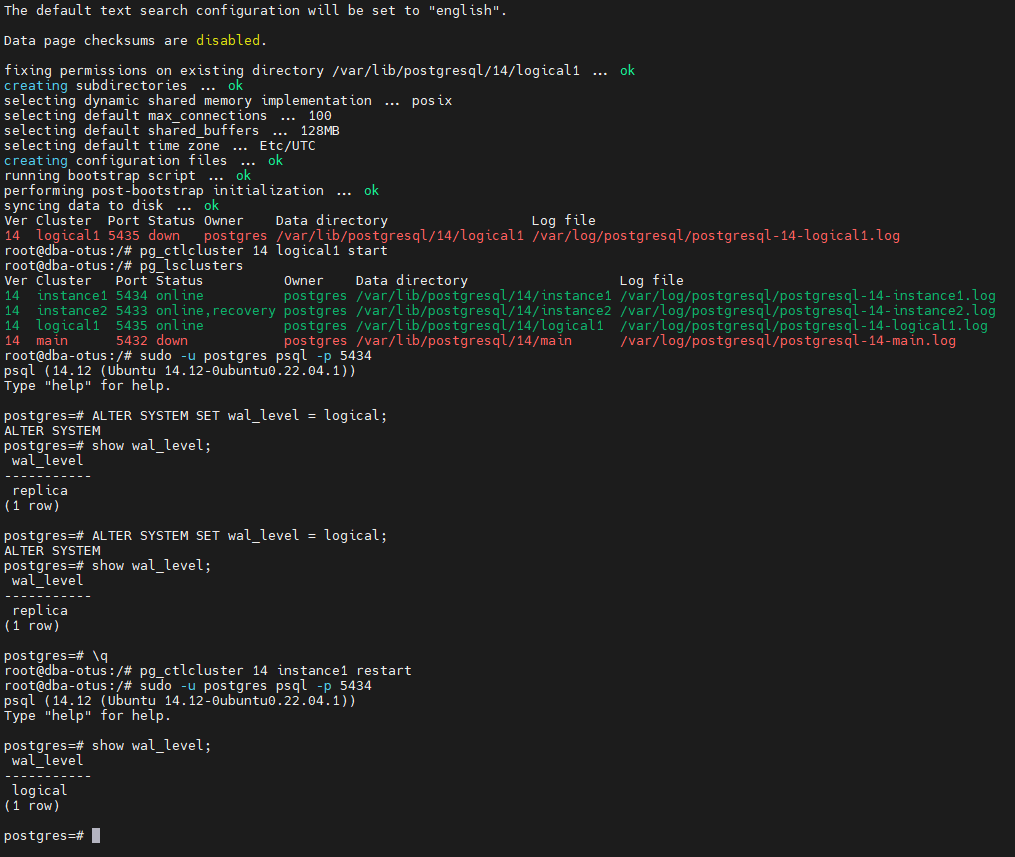 The default text search configuration will be set to "english".
Data page checksums are disabled.
fixing permissions on existing directory /var/lib/postgresql/14/logical1 ... ok
creating subdirectories ... ok
selecting dynamic shared memory implementation ... posix
selecting default max_connections ... 100
selecting default shared_buffers ... 128MB
selecting default time zone ... Etc/UTC
creating configuration files ... ok
running bootstrap script ... ok
performing post-bootstrap initialization ... ok
syncing data to disk ... ok
Ver Cluster  Port Status Owner    Data directory                  Log file
14  logical1 5435 down   postgres /var/lib/postgresql/14/logical1 /var/log/postgresql/postgresql-14-logical1.log
root@dba-otus:/# pg_ctlcluster 14 logical1 start
root@dba-otus:/# pg_lsclusters
Ver Cluster   Port Status          Owner    Data directory                   Log file
14  instance1 5434 online          postgres /var/lib/postgresql/14/instance1 /var/log/postgresql/postgresql-14-instance1.log
14  instance2 5433 online,recovery postgres /var/lib/postgresql/14/instance2 /var/log/postgresql/postgresql-14-instance2.log
14  logical1  5435 online          postgres /var/lib/postgresql/14/logical1  /var/log/postgresql/postgresql-14-logical1.log
14  main      5432 down            postgres /var/lib/postgresql/14/main      /var/log/postgresql/postgresql-14-main.log
root@dba-otus:/# sudo -u postgres psql -p 5434
psql (14.12 (Ubuntu 14.12-0ubuntu0.22.04.1))
Type "help" for help.
postgres=# ALTER SYSTEM SET wal_level = logical;
ALTER SYSTEM
postgres=# show wal_level;
 wal_level
-----------
 replica
(1 row)
postgres=# ALTER SYSTEM SET wal_level = logical;
ALTER SYSTEM
postgres=# show wal_level;
 wal_level
-----------
 replica
(1 row)
postgres=# \q
root@dba-otus:/# pg_ctlcluster 14 instance1 restart
root@dba-otus:/# sudo -u postgres psql -p 5434
psql (14.12 (Ubuntu 14.12-0ubuntu0.22.04.1))
Type "help" for help.
postgres=# show wal_level;
 wal_level
-----------
 logical
(1 row)
postgres=#